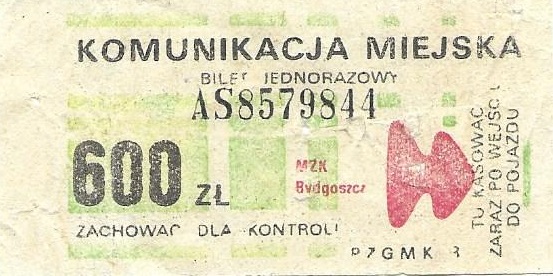 KOMUNIKACJA MIEJSKA
BILET JEDNORAZOWY
AS8579844
600 ZŁ
MZK
Bydgoszcz
ZACHOWAĆ DLA KONTROLI
PZGMK
TU KASOWAĆ
ZARAZ PO WEJŚCIU
DO POJAZDU